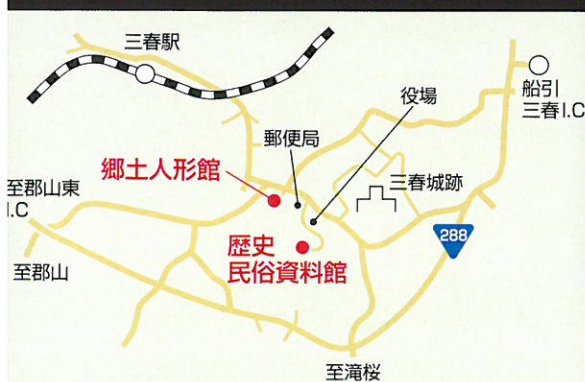 三春駅
船引
三春I.C
役場
郵便局
郷土人形館
三春城跡
至郡山東
I.C
288
歴史
民俗資料館
至郡山
至滝桜